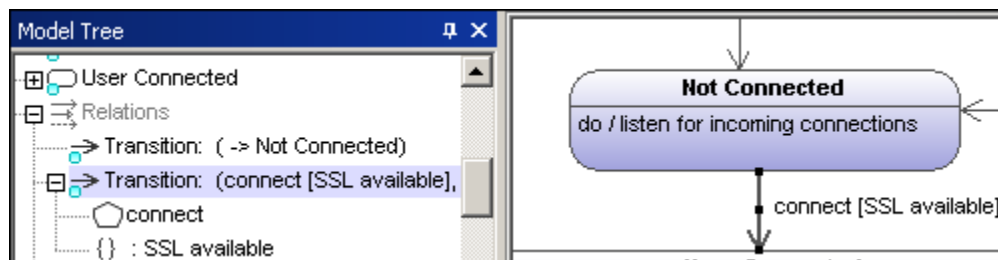 Model Tree
User Connected
Relations
Transition: ( -> Not Connected)
Transition: (connect [SSL available],
connect
{} : SSL available
Not Connected
do / listen for incoming connections
connect [SSL available]